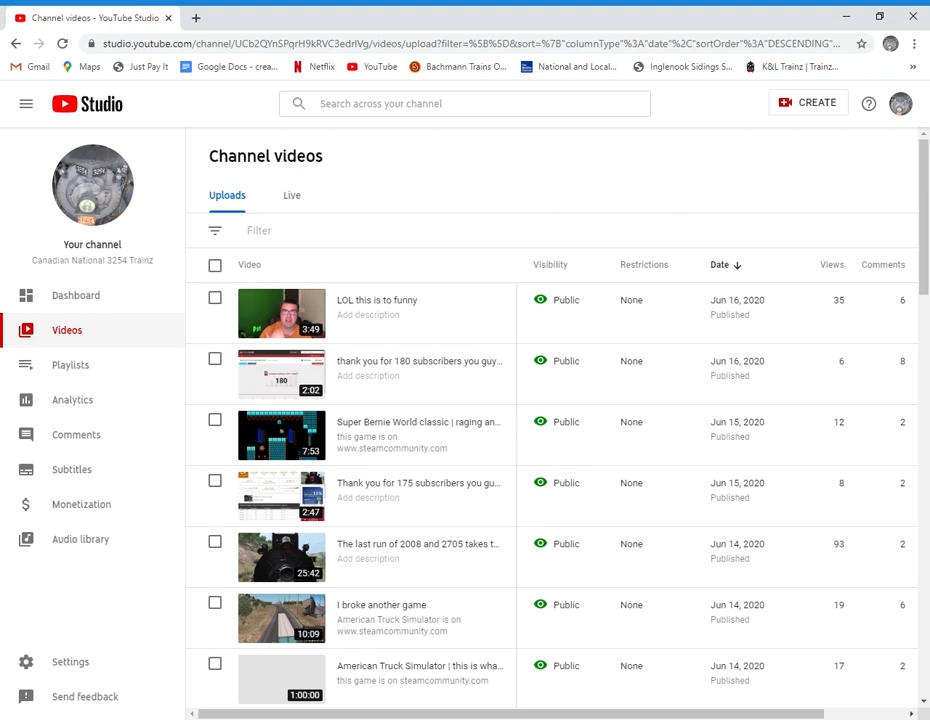 Channel videos - YouTube Studio
studio.youtube.com/channel/UCb2QYnSPqrH9kRVC3edrIVg/videos/upload?filter=%5B%5D&sort=%7B"columnType"%3A"date"%2C"sortOrder"%3A"DESCENDING"...
Gmail Maps Just Pay It Google Docs - crea... Netflix YouTube Bachmann Trains O... National and Local... Inglenook Sidings S... K&L Trainz | Trainz... »
Studio Search across your channel CREATE
Channel videos
Uploads Live
Filter
Your channel
Canadian National 3254 Trainz
Dashboard
Videos
Playlists
Analytics
Comments
Subtitles
Monetization
Audio library
Settings
Send feedback
Video Visibility Restrictions Date Views Comments
LOL this is to funny Public None Jun 16, 2020 35 6
Add description Published
3:49
thank you for 180 subscribers you guy... Public None Jun 16, 2020 6 8
Add description Published
180
2:02
Super Bernie World classic | raging an... Public None Jun 15, 2020 12 2
this game is on Published
www.steamcommunity.com
7:53
Thank you for 175 subscribers you gu... Public None Jun 15, 2020 8 2
Add description Published
2:47
The last run of 2008 and 2705 takes t... Public None Jun 14, 2020 93 2
Add description Published
25:42
I broke another game Public None Jun 14, 2020 19 6
American Truck Simulator is on Published
www.steamcommunity.com
10:09
American Truck Simulator | this is wha... Public None Jun 14, 2020 17 2
this game is on steamcommunity.com Published
1:00:00